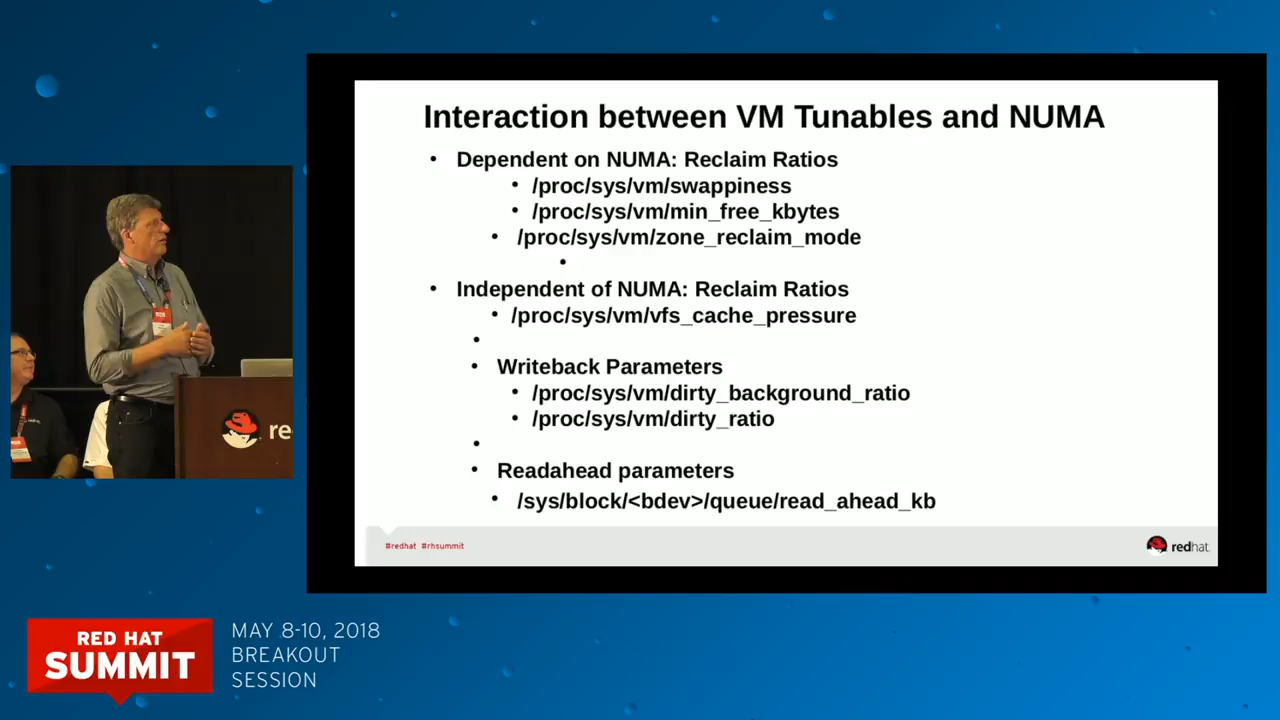 Interaction between VM Tunables and NUMA
• Dependent on NUMA: Reclaim Ratios
• /proc/sys/vm/swappiness
• /proc/sys/vm/min_free_kbytes
• /proc/sys/vm/zone_reclaim_mode
•
• Independent of NUMA: Reclaim Ratios
• /proc/sys/vm/vfs_cache_pressure
•
• Writeback Parameters
• /proc/sys/vm/dirty_background_ratio
• /proc/sys/vm/dirty_ratio
•
• Readahead parameters
• /sys/block/<bdev>/queue/read_ahead_kb
#redhat #rhsummit
redhat.
re
RED HAT
SUMMIT
MAY 8-10, 2018
BREAKOUT
SESSION